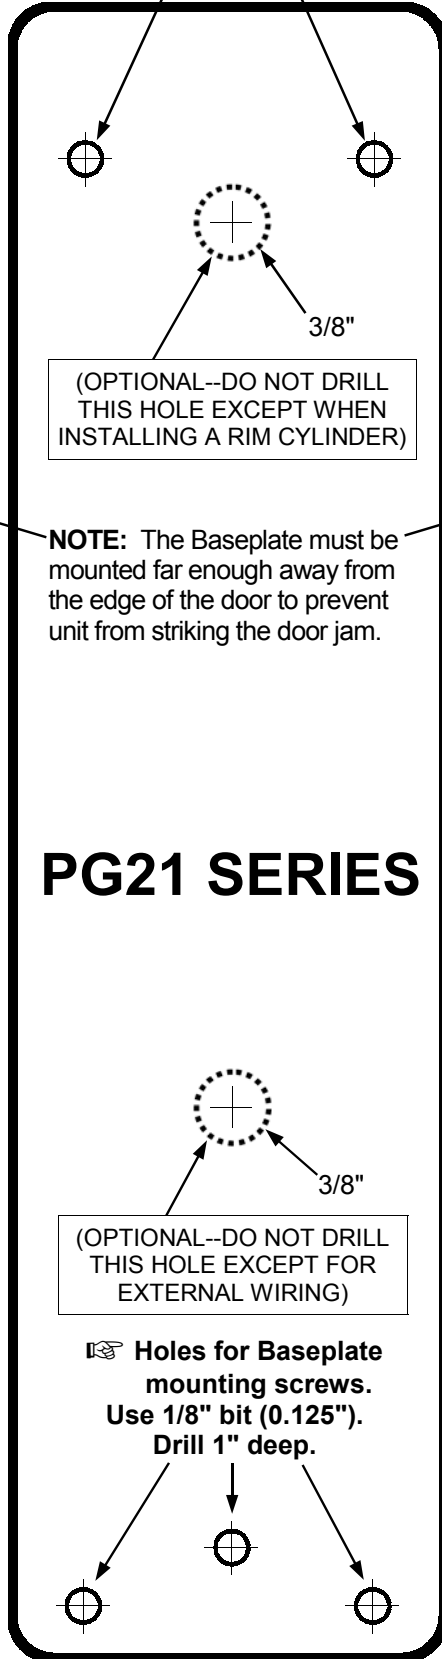 3/8"
(OPTIONAL--DO NOT DRILL
THIS HOLE EXCEPT WHEN
INSTALLING A RIM CYLINDER)
NOTE: The Baseplate must be
mounted far enough away from
the edge of the door to prevent
unit from striking the door jam.
PG21 SERIES
3/8"
(OPTIONAL--DO NOT DRILL
THIS HOLE EXCEPT FOR
EXTERNAL WIRING)
☞ Holes for Baseplate
mounting screws.
Use 1/8" bit (0.125").
Drill 1" deep.